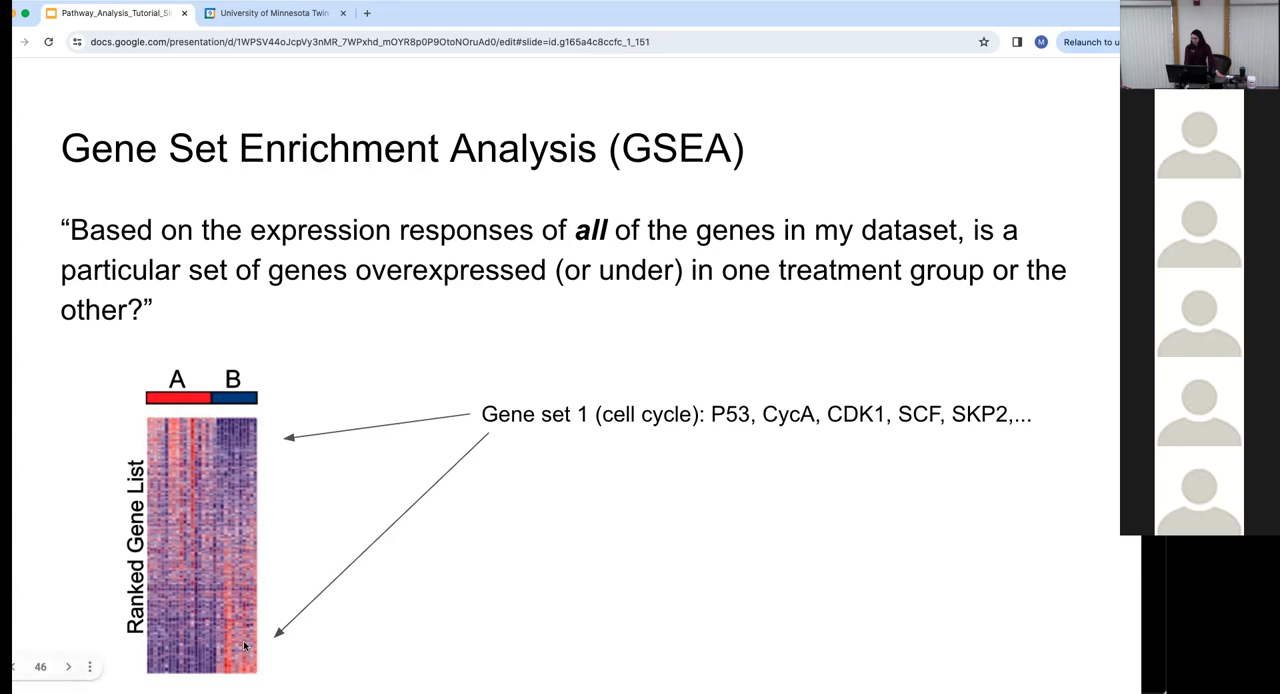 Pathway_Analysis_Tutorial_Sli
University of Minnesota Twin
docs.google.com/presentation/d/1WPSV44oJcpVy3nMR_7WPxhd_mOYR8p0P9OtoNOruAd0/edit#slide=id.g165a4c8ccfc_1_151
M
Relaunch to u
Gene Set Enrichment Analysis (GSEA)
“Based on the expression responses of all of the genes in my dataset, is a
particular set of genes overexpressed (or under) in one treatment group or the
other?”
A B
Gene set 1 (cell cycle): P53, CycA, CDK1, SCF, SKP2,...
Ranked Gene List
46